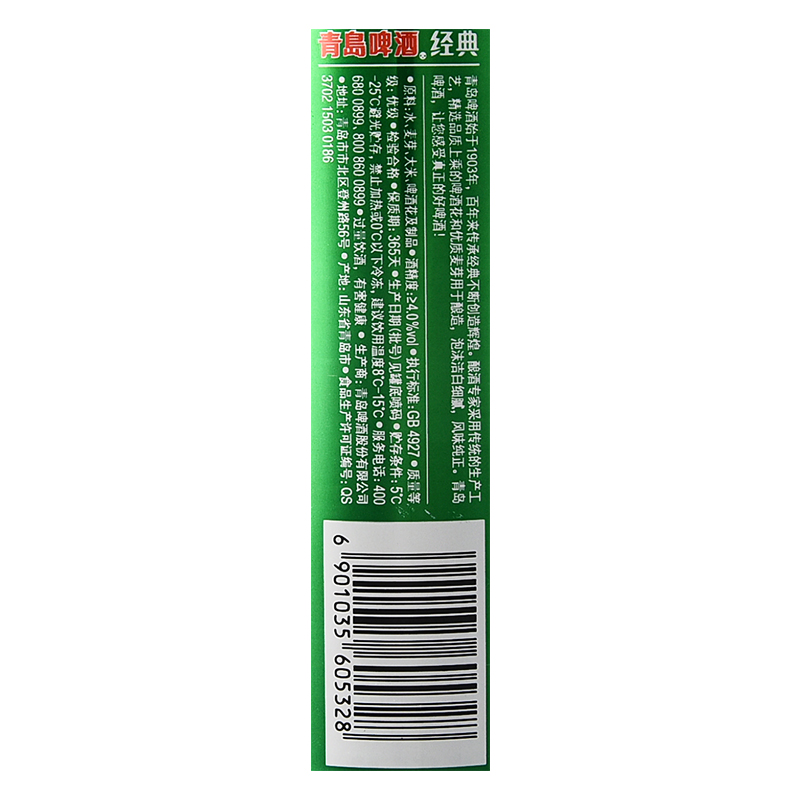 青岛啤酒® 经典
青岛啤酒始于1903年，百年来传承经典不断创造辉煌。酿酒专家采用传统的生产工
艺，精选品质上乘的啤酒花和优质麦芽用于酿造，泡沫洁白细腻，风味纯正。青岛
啤酒，让您感受真正的好啤酒！
●原料:水、麦芽、大米、啤酒花及制品●酒精度:≥4.0%vol●执行标准:GB 4927●质量等
级:优级●检验合格●保质期:365天●生产日期(批号)见罐底喷码●贮存条件:5℃
-25℃避光贮存，禁止加热或0℃以下冷冻，建议饮用温度8℃-15℃●服务电话:400
680 0899、800 860 0899●过量饮酒，有害健康●生产商:青岛啤酒股份有限公司
●地址:青岛市市北区登州路56号●产地:山东省青岛市●食品生产许可证编号:QS
3702 1503 0186
6 901035 605328